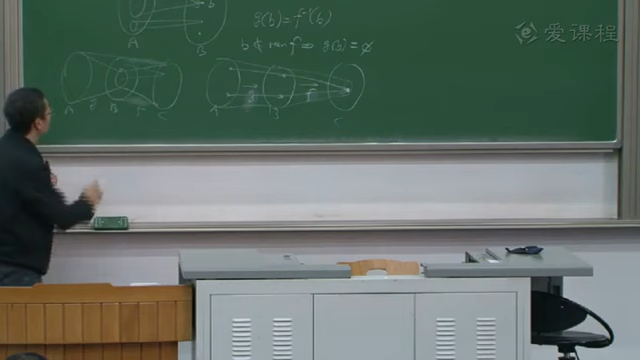 b
A
B
g(b)=f⁻¹(b)
b∉ran f⇒g(b)=∅
A g B f C
A g B f C
爱课程